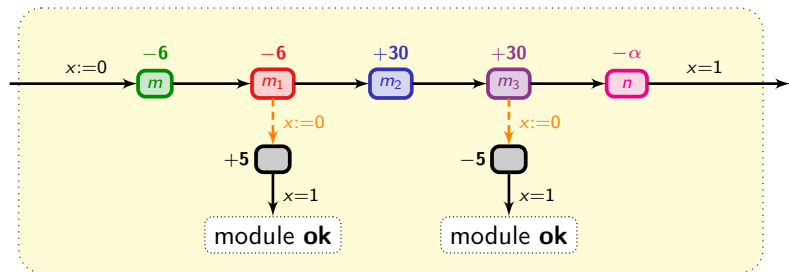 −6 −6 +30 +30 −α
x:=0 m m₁ m₂ m₃ n x=1
x:=0 x:=0
+5 −5
x=1 x=1
module ok module ok